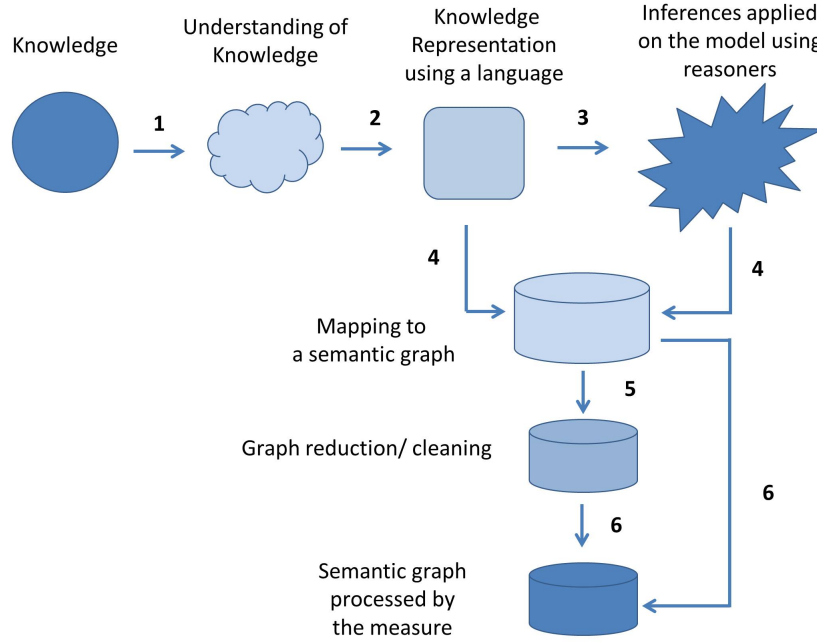 Knowledge
Understanding of
Knowledge
Knowledge
Representation
using a language
Inferences applied
on the model using
reasoners
1
2
3
4
4
Mapping to
a semantic graph
5
Graph reduction/ cleaning
6
6
Semantic graph
processed by
the measure